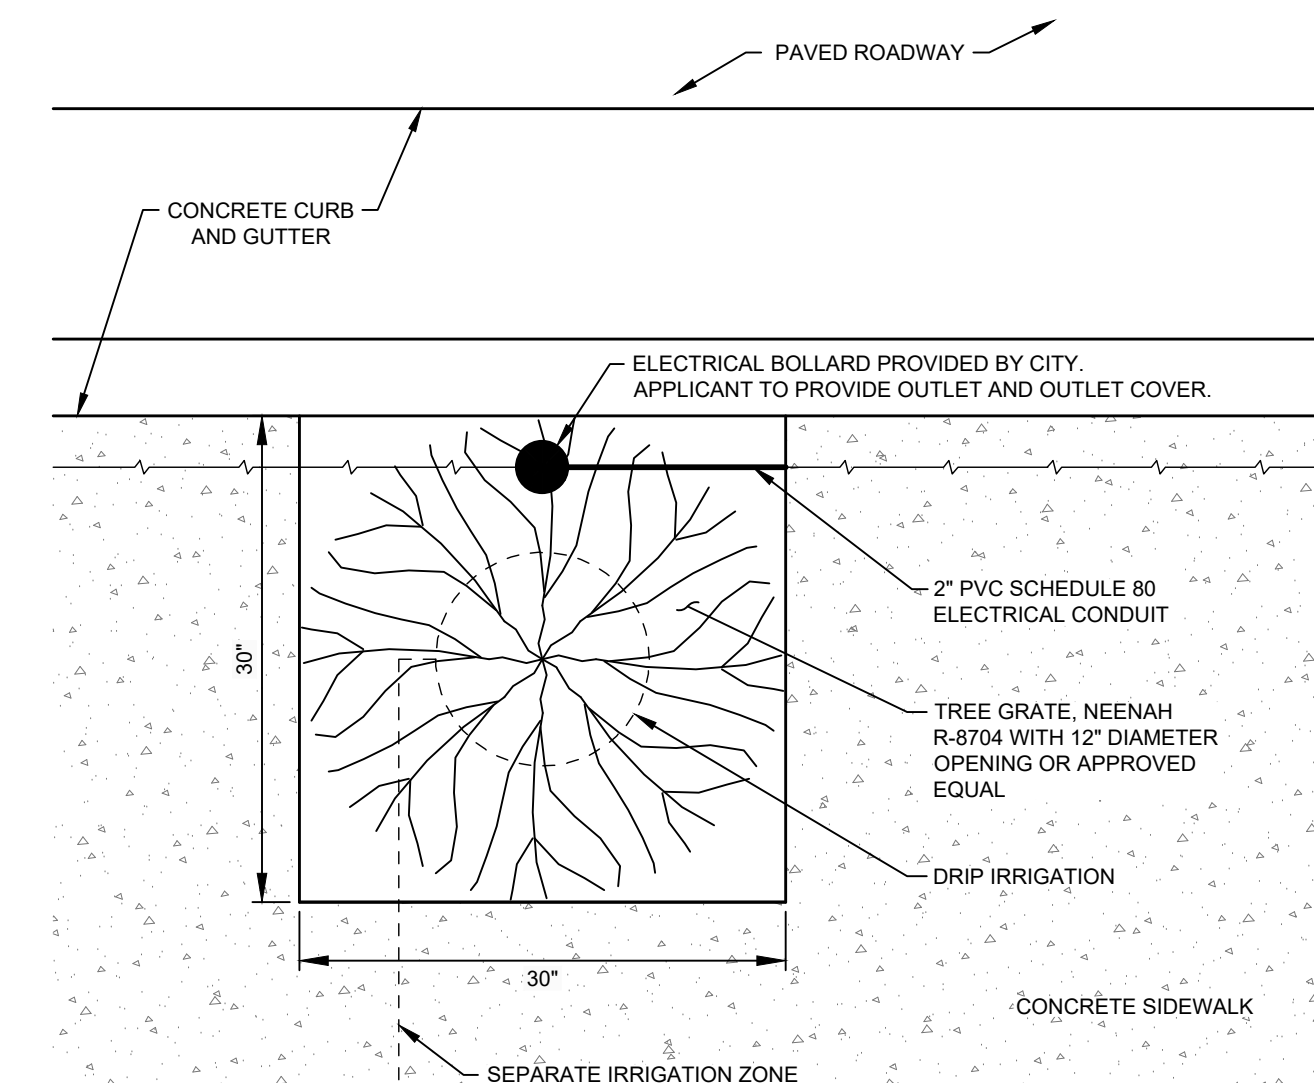 PAVED ROADWAY
CONCRETE CURB
AND GUTTER
ELECTRICAL BOLLARD PROVIDED BY CITY.
APPLICANT TO PROVIDE OUTLET AND OUTLET COVER.
2" PVC SCHEDULE 80
ELECTRICAL CONDUIT
30"
TREE GRATE, NEENAH
R-8704 WITH 12" DIAMETER
OPENING OR APPROVED
EQUAL
DRIP IRRIGATION
30"
CONCRETE SIDEWALK
SEPARATE IRRIGATION ZONE